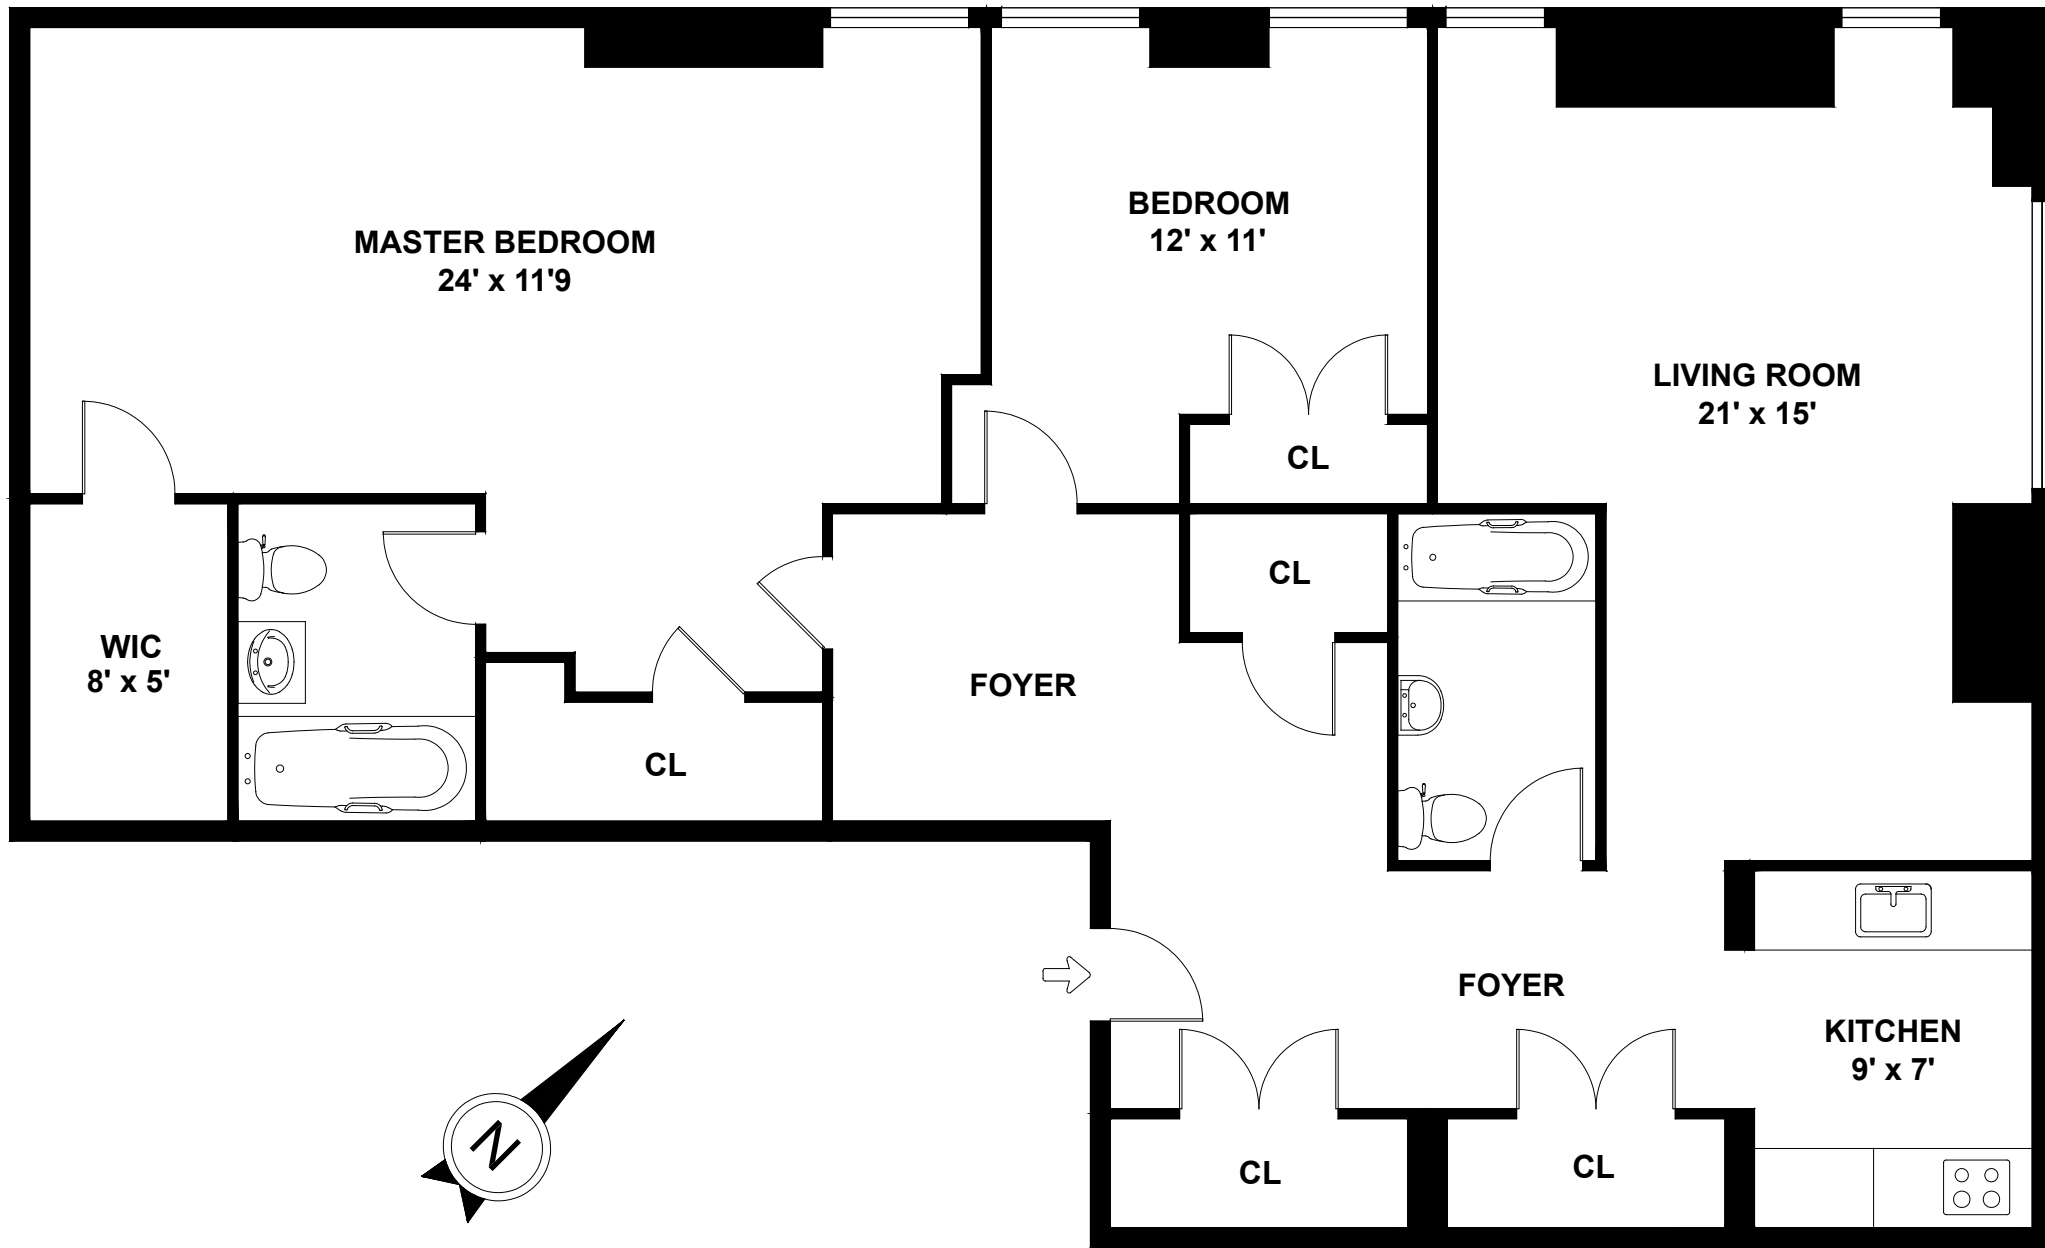 MASTER BEDROOM
24' x 11'9
BEDROOM
12' x 11'
LIVING ROOM
21' x 15'
CL
CL
WIC
8' x 5'
FOYER
CL
FOYER
KITCHEN
9' x 7'
CL
CL
N